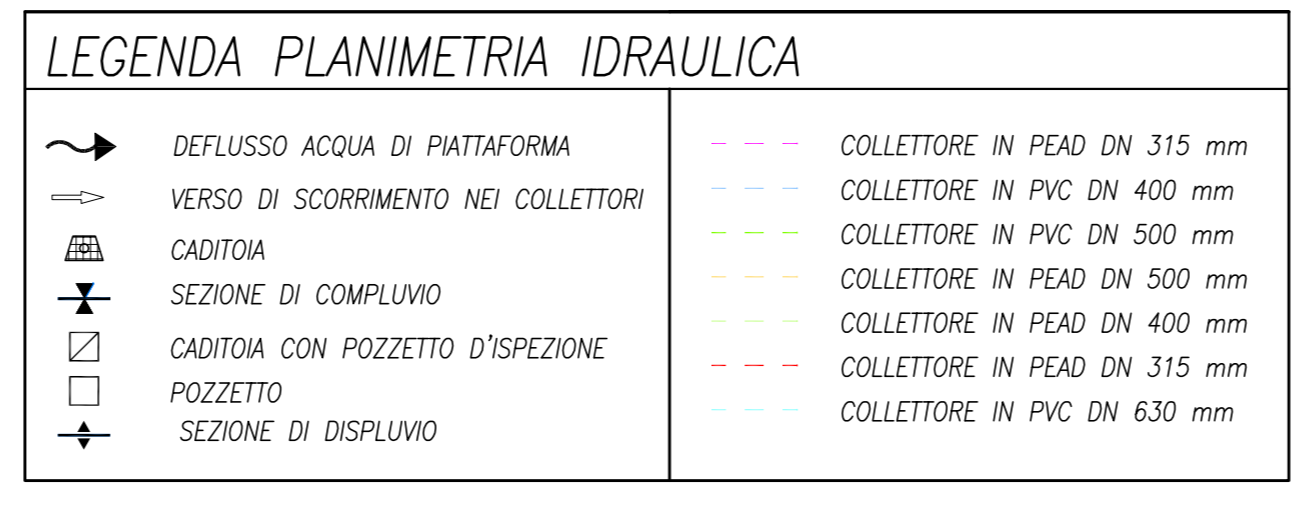 LEGENDA PLANIMETRIA IDRAULICA
DEFLUSSO ACQUA DI PIATTAFORMA
VERSO DI SCORRIMENTO NEI COLLETTORI
CADITOIA
SEZIONE DI COMPLUVIO
CADITOIA CON POZZETTO D'ISPEZIONE
POZZETTO
SEZIONE DI DISPLUVIO
COLLETTORE IN PEAD DN 315 mm
COLLETTORE IN PVC DN 400 mm
COLLETTORE IN PVC DN 500 mm
COLLETTORE IN PEAD DN 500 mm
COLLETTORE IN PEAD DN 400 mm
COLLETTORE IN PEAD DN 315 mm
COLLETTORE IN PVC DN 630 mm